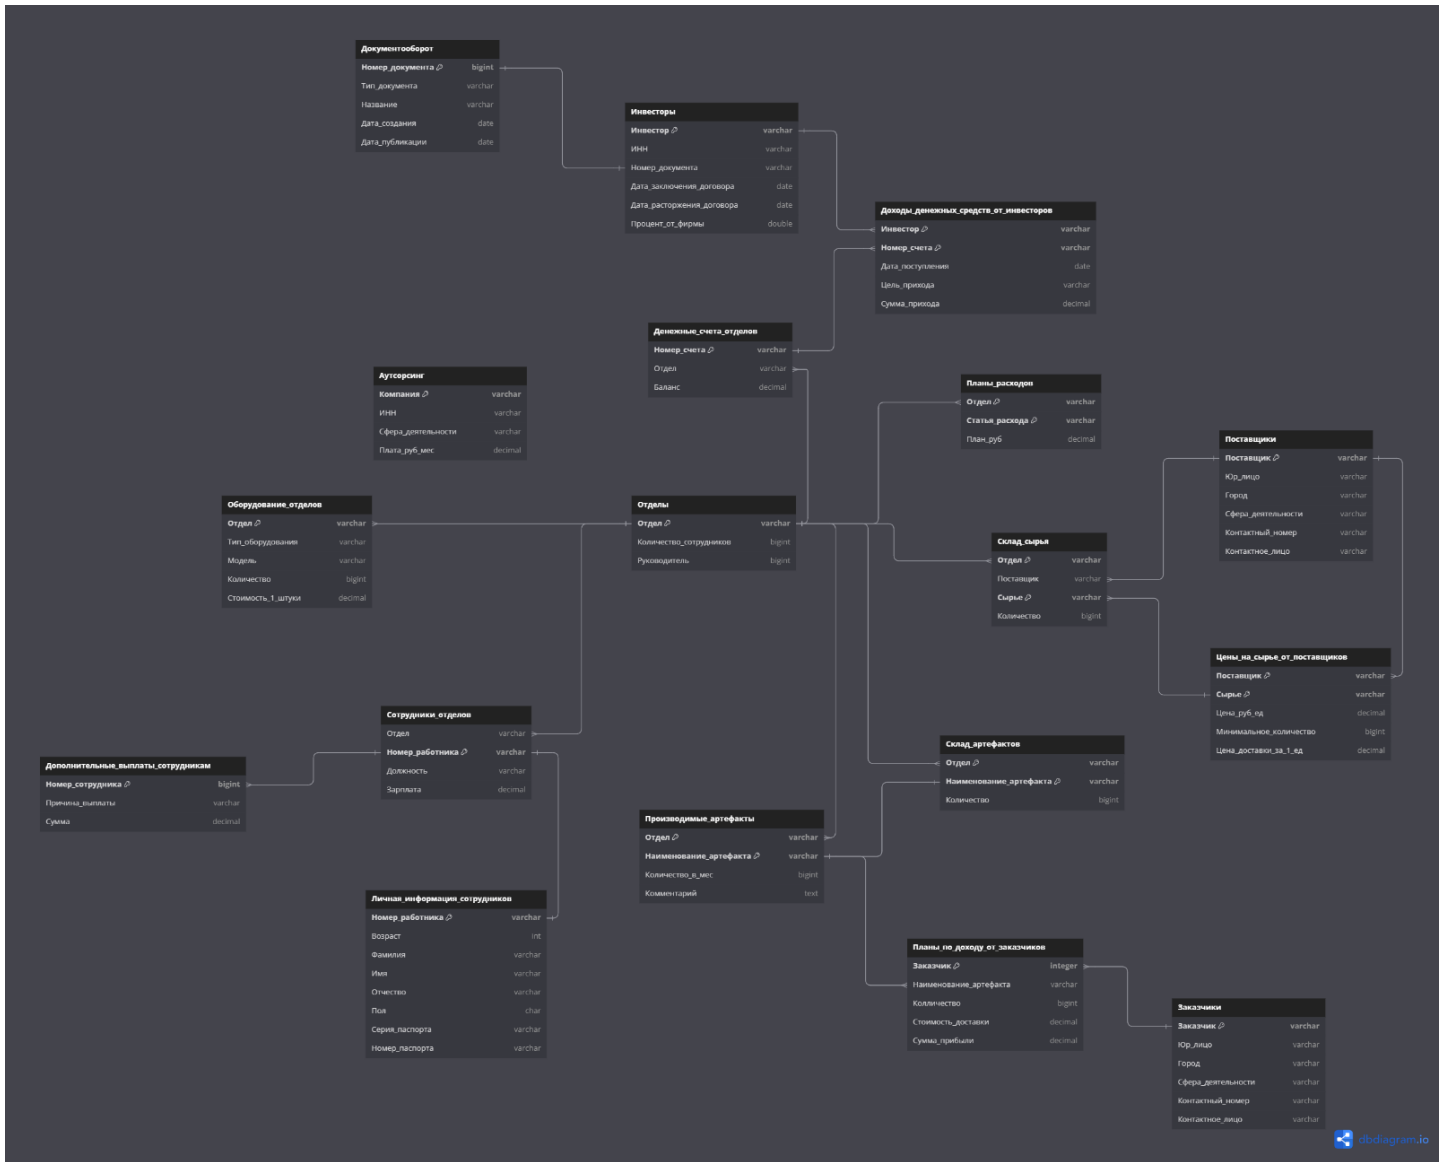 Документооборот
Номер_документа bigint
Тип_документа varchar
Название varchar
Дата_создания date
Дата_публикации date
Инвесторы
Инвестор varchar
ИНН varchar
Номер_документа varchar
Дата_заключения_договора date
Дата_расторжения_договора date
Процент_от_фирмы double
Доходы_денежных_средств_от_инвесторов
Инвестор varchar
Номер_счета varchar
Дата_поступления date
Цель_прихода varchar
Сумма_прихода decimal
Денежные_счета_отделов
Номер_счета varchar
Отдел varchar
Баланс decimal
Аутсорсинг
Компания varchar
ИНН varchar
Сфера_деятельности varchar
Плата_руб_мес decimal
Планы_расходов
Отдел varchar
Статья_расхода varchar
План_руб decimal
Поставщики
Поставщик varchar
Юр_лицо varchar
Город varchar
Сфера_деятельности varchar
Контактный_номер varchar
Контактное_лицо varchar
Оборудование_отделов
Отдел varchar
Тип_оборудования varchar
Модель varchar
Количество bigint
Стоимость_1_штуки decimal
Отделы
Отдел varchar
Количество_сотрудников bigint
Руководитель bigint
Склад_сырья
Отдел varchar
Поставщик varchar
Сырье varchar
Количество bigint
Цены_на_сырье_от_поставщиков
Поставщик varchar
Сырье varchar
Цена_руб_ед decimal
Минимальное_количество bigint
Цена_доставки_за_1_ед decimal
Сотрудники_отделов
Отдел varchar
Номер_работника varchar
Должность varchar
Зарплата decimal
Дополнительные_выплаты_сотрудникам
Номер_сотрудника bigint
Причина_выплаты varchar
Сумма decimal
Склад_артефактов
Отдел varchar
Наименование_артефакта varchar
Количество bigint
Производимые_артефакты
Отдел varchar
Наименование_артефакта varchar
Количество_в_мес bigint
Комментарий text
Личная_информация_сотрудников
Номер_работника varchar
Возраст int
Фамилия varchar
Имя varchar
Отчество varchar
Пол char
Серия_паспорта varchar
Номер_паспорта varchar
Планы_по_доходу_от_заказчиков
Заказчик integer
Наименование_артефакта varchar
Колличество bigint
Стоимость_доставки decimal
Сумма_прибыли decimal
Заказчики
Заказчик varchar
Юр_лицо varchar
Город varchar
Сфера_деятельности varchar
Контактный_номер varchar
Контактное_лицо varchar
dbdiagram.io